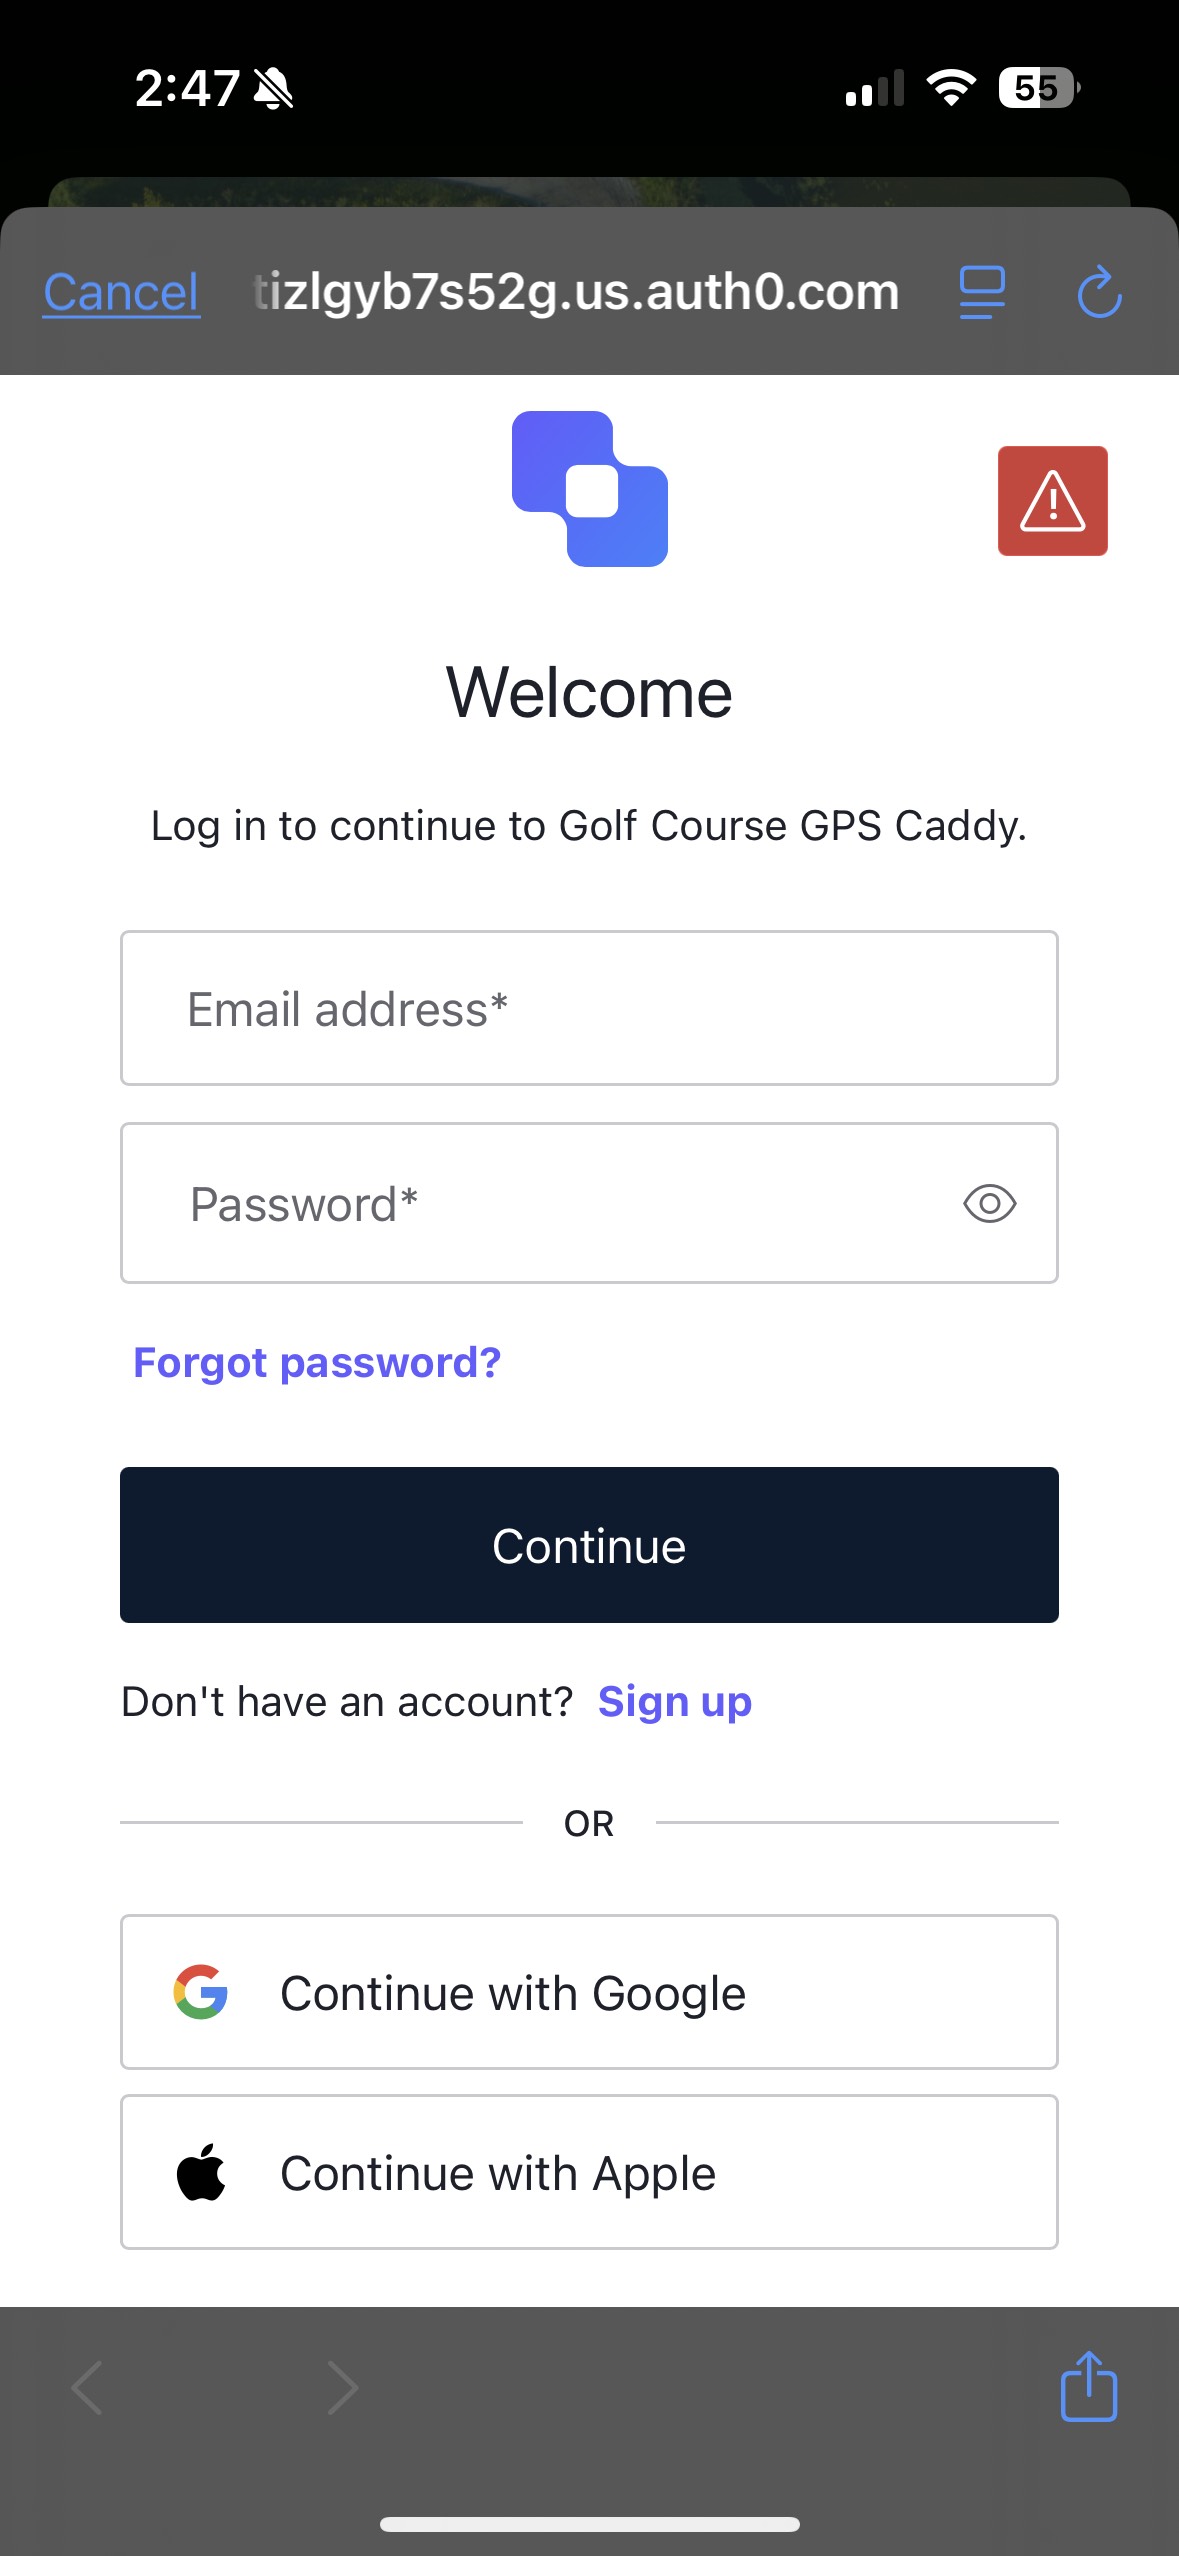 2:47
55
Cancel
tizlgyb7s52g.us.auth0.com
Welcome
Log in to continue to Golf Course GPS Caddy.
Email address*
Password*
Forgot password?
Continue
Don't have an account? Sign up
OR
Continue with Google
Continue with Apple